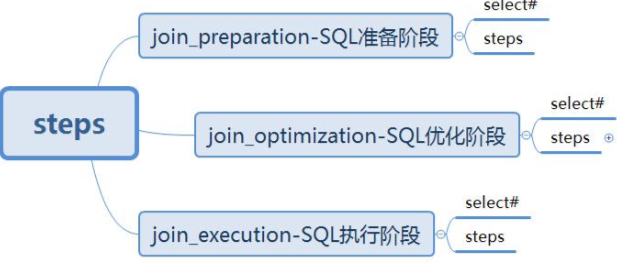 select#
join_preparation-SQL准备阶段
steps
steps
select#
join_optimization-SQL优化阶段
steps
select#
join_execution-SQL执行阶段
steps